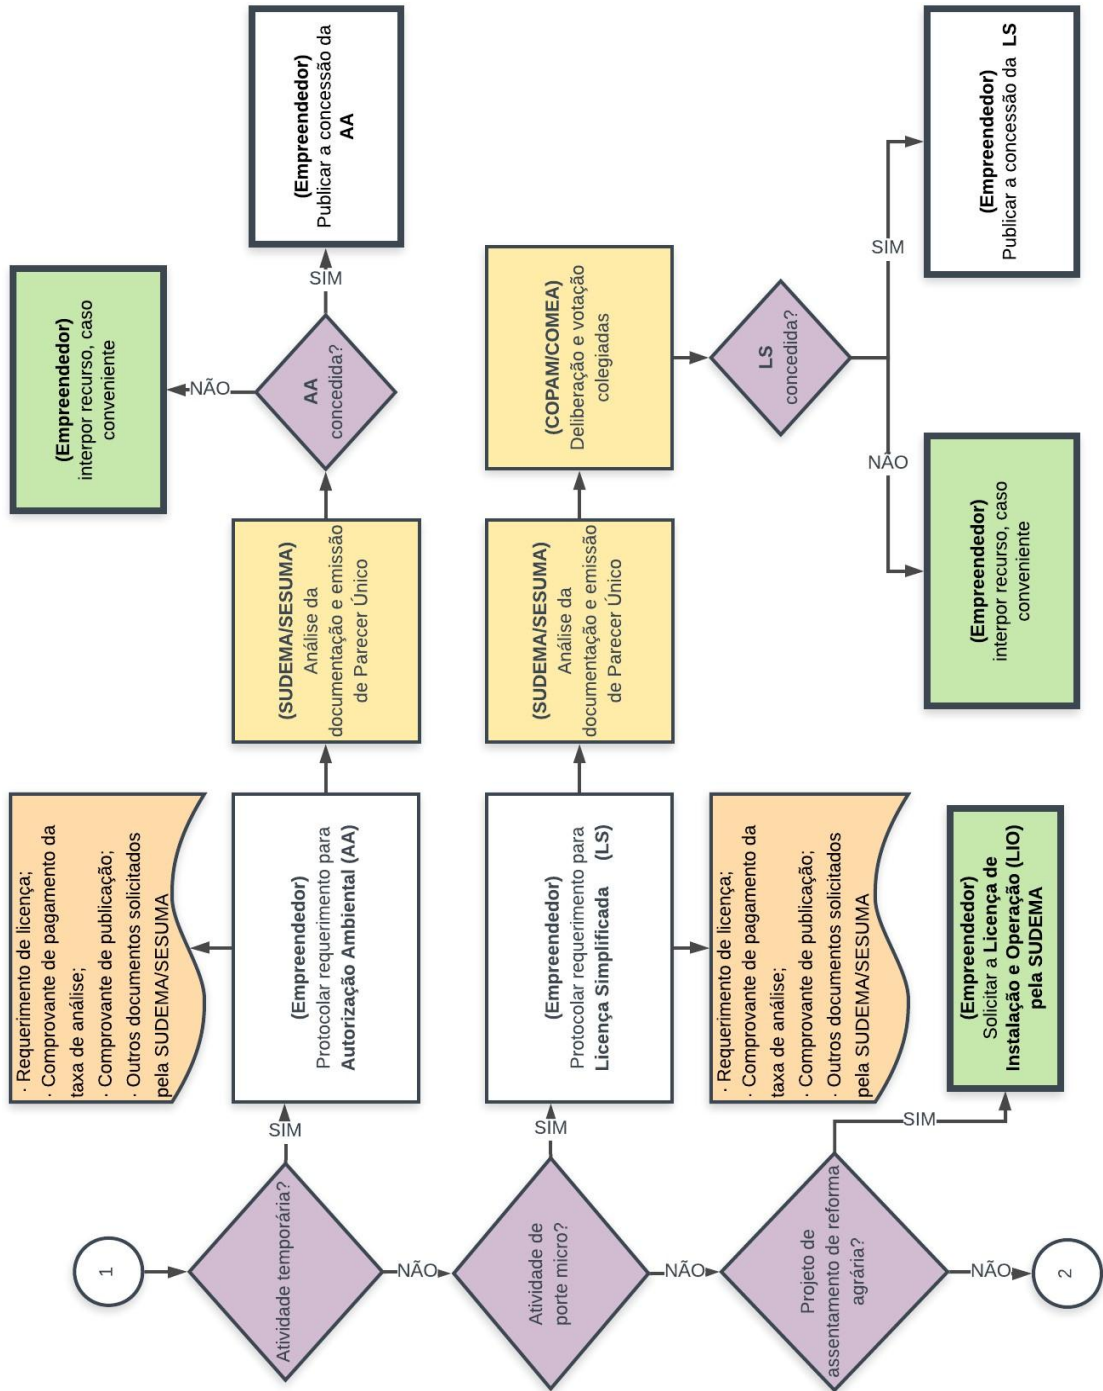 1
Atividade temporária?
SIM
NÃO
· Requerimento de licença;
· Comprovante de pagamento da
taxa de análise;
· Comprovante de publicação;
· Outros documentos solicitados
pela SUDEMA/SESUMA
(Empreendedor)
Protocolar requerimento para
Autorização Ambiental (AA)
(SUDEMA/SESUMA)
Análise da
documentação e emissão
de Parecer Único
AA
concedida?
NÃO
SIM
(Empreendedor)
interpor recurso, caso
conveniente
(Empreendedor)
Publicar a concessão da
AA
Atividade de
porte micro?
SIM
NÃO
(Empreendedor)
Protocolar requerimento para
Licença Simplificada (LS)
· Requerimento de licença;
· Comprovante de pagamento da
taxa de análise;
· Comprovante de publicação;
· Outros documentos solicitados
pela SUDEMA/SESUMA
(SUDEMA/SESUMA)
Análise da
documentação e emissão
de Parecer Único
(COPAM/COMEA)
Deliberação e votação
colegiadas
LS
concedida?
NÃO
SIM
(Empreendedor)
interpor recurso, caso
conveniente
(Empreendedor)
Publicar a concessão da LS
Projeto de
assentamento de reforma
agrária?
SIM
NÃO
(Empreendedor)
Solicitar a Licença de
Instalação e Operação (LIO)
pela SUDEMA
2